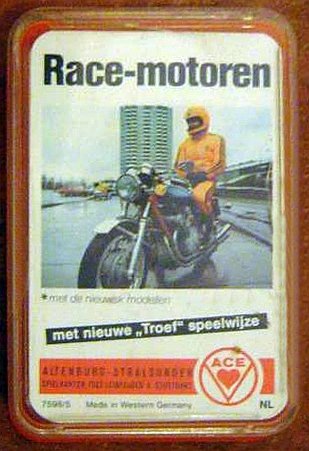 Race-motoren
*met de nieuwste modellen
met nieuwe „Troef“ speelwijze
ALTENBURG-STRALSUNDER
SPIELKARTEN
ACE
7598/5 Made in Western Germany NL